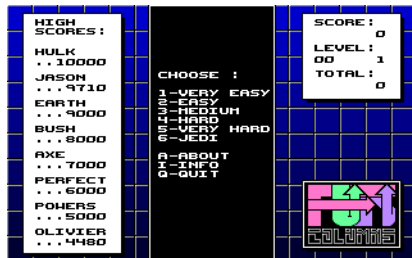 HIGH
SCORES:
HULK
..10000
JASON
...9710
EARTH
...9000
BUSH
...8000
AXE
...7000
PERFECT
...6000
POWERS
...5000
OLIVIER
...4480
CHOOSE :
1-VERY EASY
2-EASY
3-MEDIUM
4-HARD
5-VERY HARD
6-JEDI
A-ABOUT
I-INFO
Q-QUIT
SCORE:
0
LEVEL:
00 1
TOTAL:
0
COLUMNS